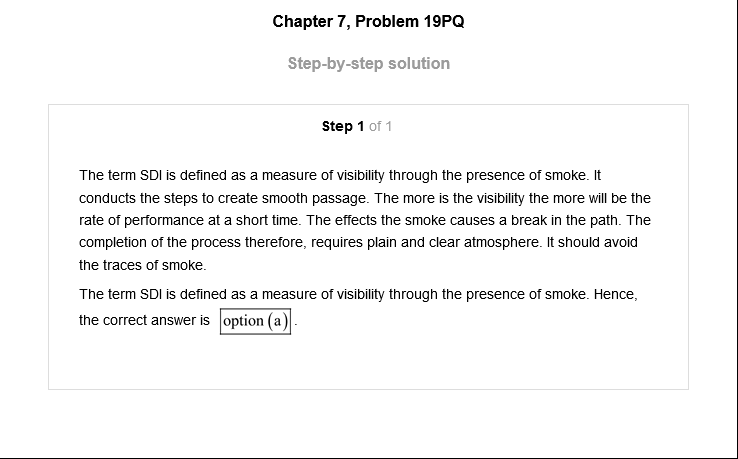 Chapter 7, Problem 19PQ
Step-by-step solution
Step 1 of 1
The term SDI is defined as a measure of visibility through the presence of smoke. It
conducts the steps to create smooth passage. The more is the visibility the more will be the
rate of performance at a short time. The effects the smoke causes a break in the path. The
completion of the process therefore, requires plain and clear atmosphere. It should avoid
the traces of smoke.
The term SDI is defined as a measure of visibility through the presence of smoke. Hence,
the correct answer is option (a).